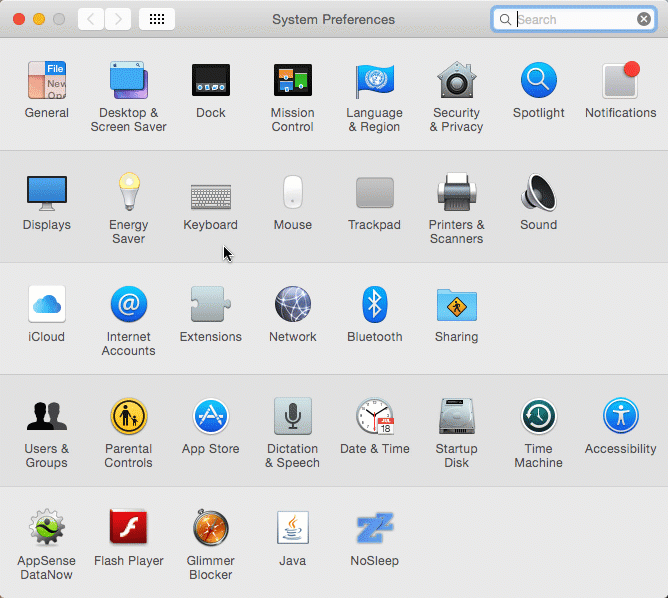 System Preferences
Search
File
New
Ope
General
Desktop &
Screen Saver
Dock
Mission
Control
Language
& Region
Security
& Privacy
Spotlight
Notifications
Displays
Energy
Saver
Keyboard
Mouse
Trackpad
Printers &
Scanners
Sound
iCloud
@
Internet
Accounts
Extensions
Network
Bluetooth
Sharing
Users &
Groups
Parental
Controls
App Store
Dictation
& Speech
18
Date & Time
Startup
Disk
Time
Machine
Accessibility
AppSense
DataNow
Flash Player
Glimmer
Blocker
Java
NoSleep